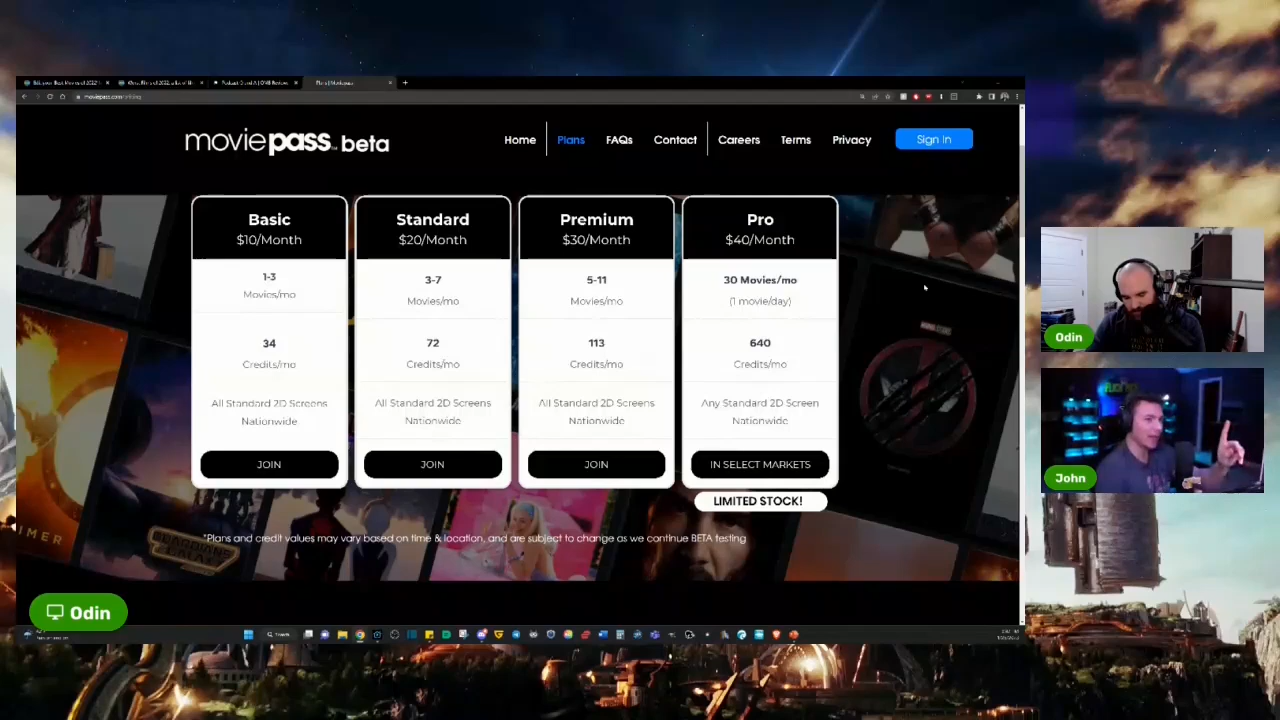 moviepass.com/pricing
moviepass beta
Home
Plans
FAQs
Contact
Careers
Terms
Privacy
Sign In
Basic
$10/Month
1-3
Movies/mo
34
Credits/mo
All Standard 2D Screens
Nationwide
JOIN
Standard
$20/Month
3-7
Movies/mo
72
Credits/mo
All Standard 2D Screens
Nationwide
JOIN
Premium
$30/Month
5-11
Movies/mo
113
Credits/mo
All Standard 2D Screens
Nationwide
JOIN
Pro
$40/Month
30 Movies/mo
(1 movie/day)
640
Credits/mo
Any Standard 2D Screen
Nationwide
IN SELECT MARKETS
LIMITED STOCK!
*Plans and credit values may vary based on time & location, and are subject to change as we continue BETA testing
Odin
John
Odin